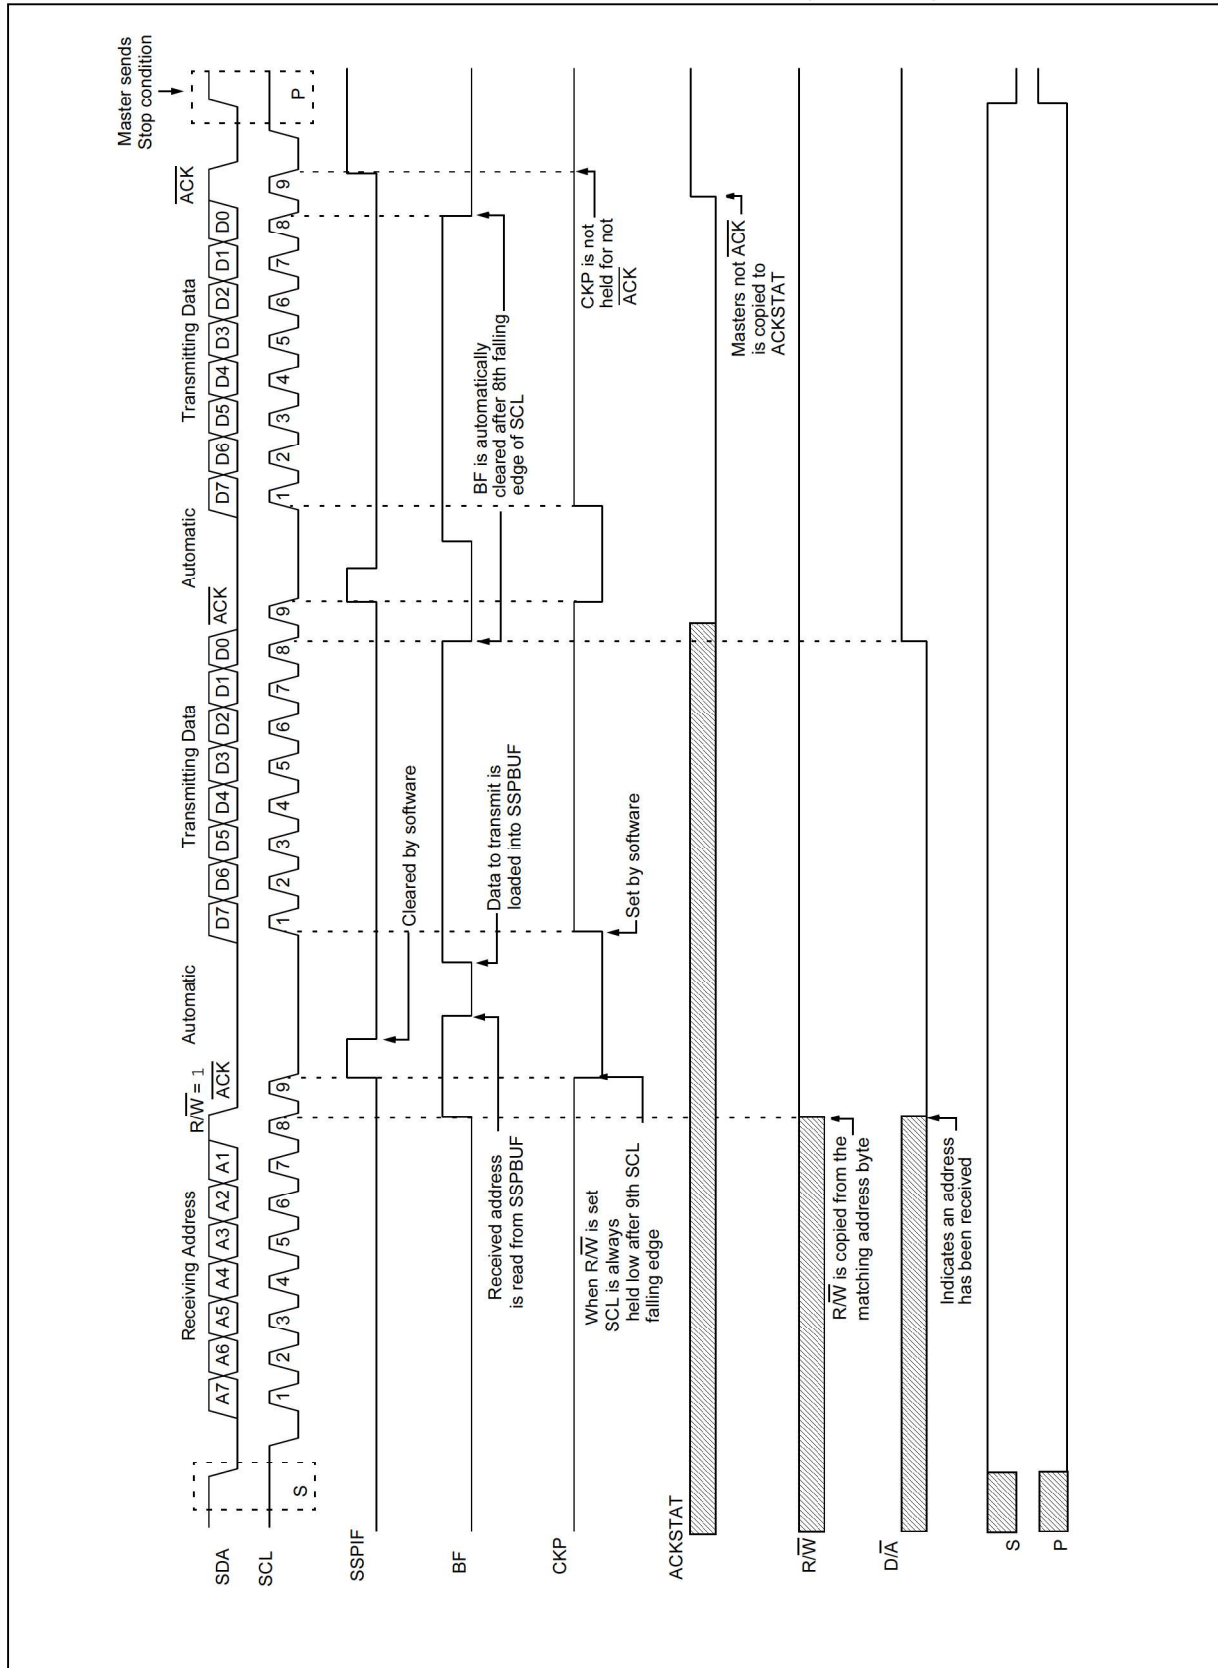 Master sends
Stop condition
Receiving Address
R/W̅ = 1
A̅C̅K̅
Automatic
Transmitting Data
A̅C̅K̅
Automatic
Transmitting Data
A̅C̅K̅
SDA
A7 A6 A5 A4 A3 A2 A1
D7 D6 D5 D4 D3 D2 D1 D0
D7 D6 D5 D4 D3 D2 D1 D0
SCL
S
1 2 3 4 5 6 7 8 9
1 2 3 4 5 6 7 8 9
1 2 3 4 5 6 7 8 9
P
SSPIF
Cleared by software
BF
Received address
is read from SSPBUF
Data to transmit is
loaded into SSPBUF
BF is automatically
cleared after 8th falling
edge of SCL
CKP
When R/W̅ is set
SCL is always
held low after 9th SCL
falling edge
Set by software
CKP is not
held for not
A̅C̅K̅
ACKSTAT
Masters not A̅C̅K̅
is copied to
ACKSTAT
R/W̅
R/W̅ is copied from the
matching address byte
D/A̅
Indicates an address
has been received
S
P